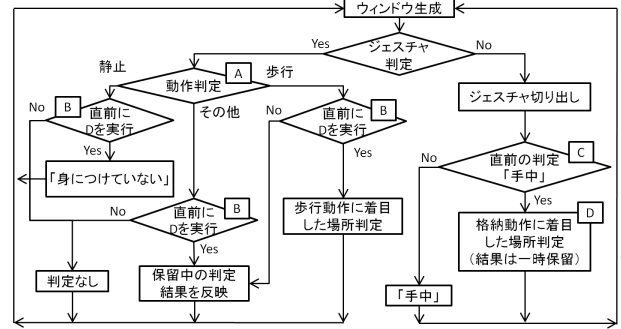 ウィンドウ生成
Yes
ジェスチャ
判定
No
静止
動作判定
A
歩行
その他
No
B
直前に
Dを実行
Yes
「身につけていない」
No
直前に
Dを実行
B
Yes
No
直前に
Dを実行
B
Yes
歩行動作に着目
した場所判定
判定なし
保留中の判定
結果を反映
ジェスチャ切り出し
No
直前の判定
「手中」
C
Yes
D
格納動作に着目
した場所判定
（結果は一時保留）
「手中」